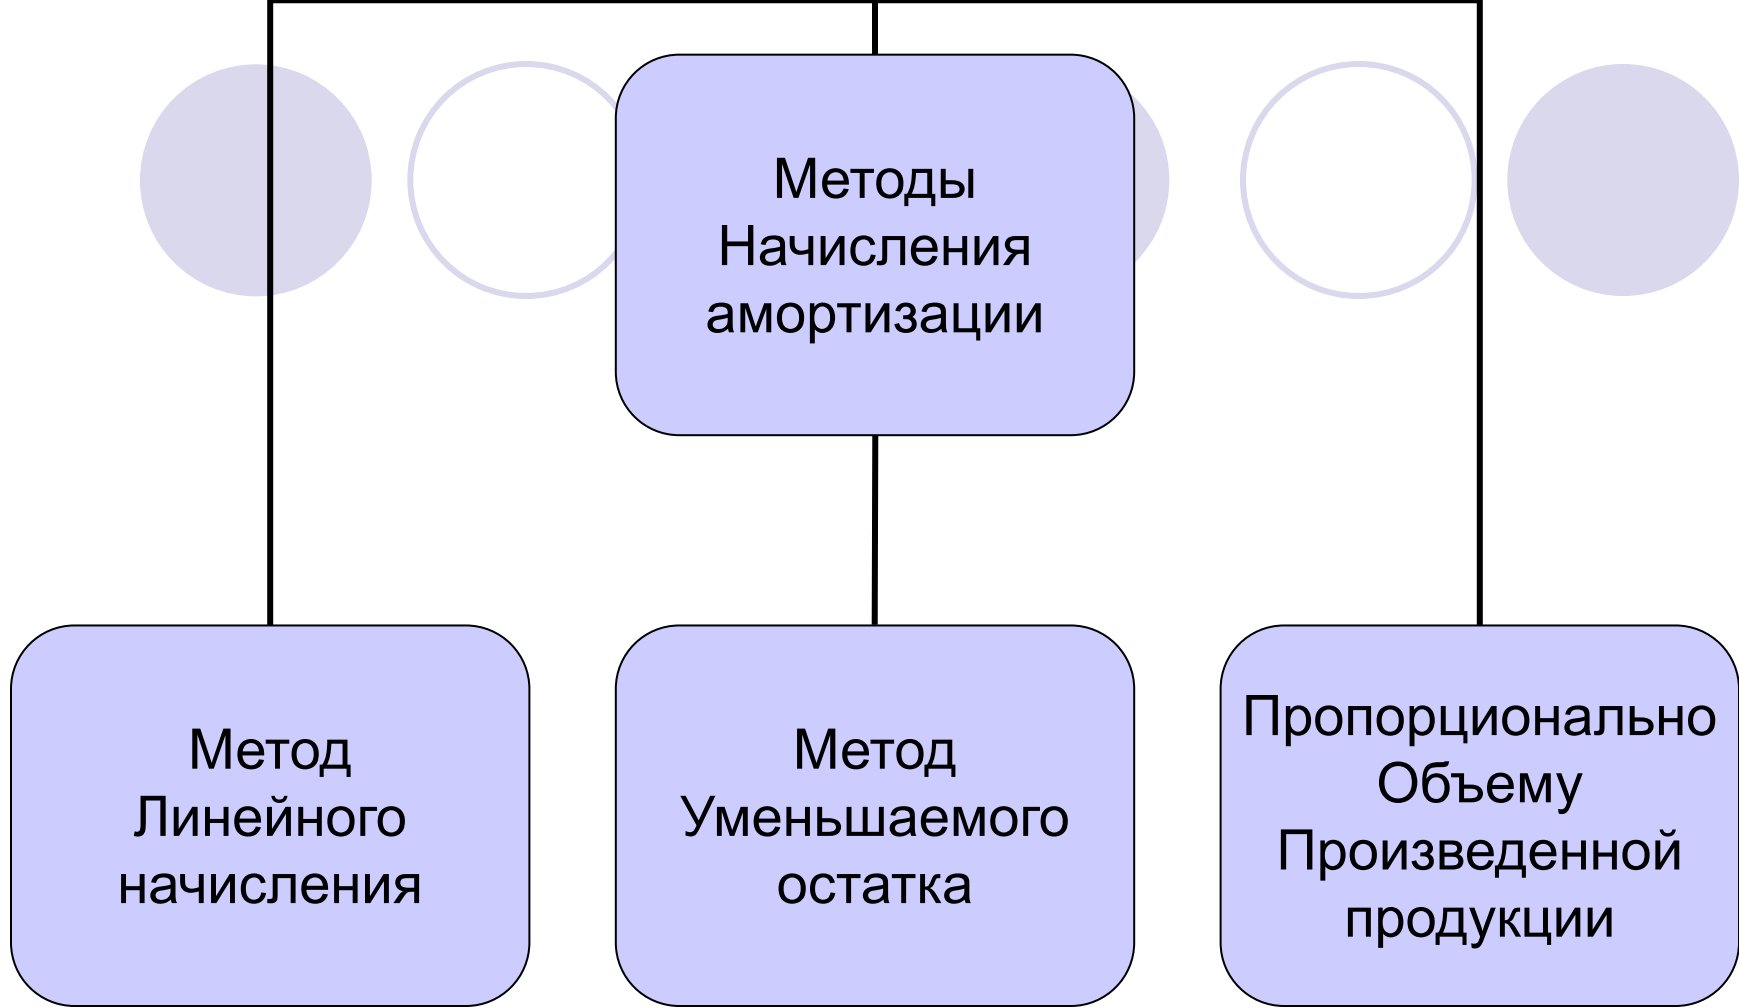 Методы
Начисления
амортизации
Метод
Линейного
начисления
Метод
Уменьшаемого
остатка
Пропорционально
Объему
Произведенной
продукции